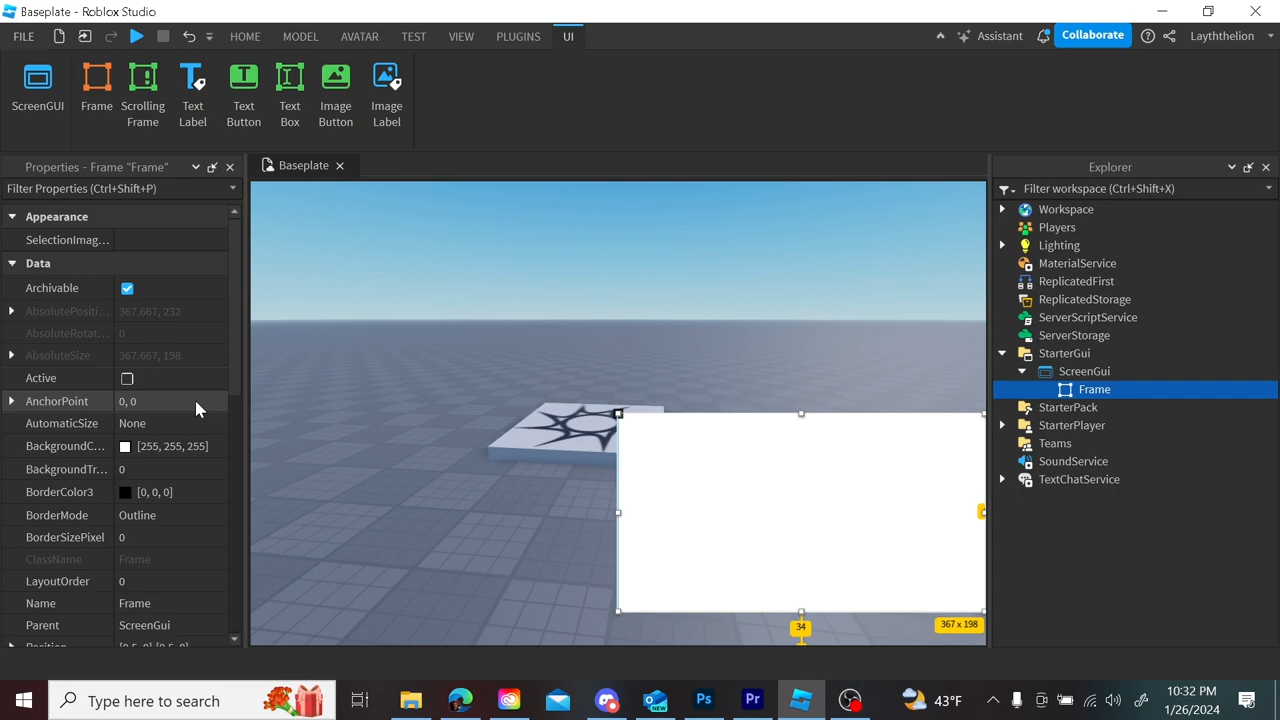 Baseplate - Roblox Studio
FILE HOME MODEL AVATAR TEST VIEW PLUGINS UI Assistant Collaborate Layththelion
ScreenGUI Frame Scrolling Frame Text Label Text Button Text Box Image Button Image Label
Properties - Frame "Frame"
Filter Properties (Ctrl+Shift+P)
Appearance
SelectionImag...
Data
Archivable
AbsolutePositi... 367.667, 232
AbsoluteRotat... 0
AbsoluteSize 367.667, 198
Active
AnchorPoint 0, 0
AutomaticSize None
BackgroundC... [255, 255, 255]
BackgroundTr... 0
BorderColor3 [0, 0, 0]
BorderMode Outline
BorderSizePixel 0
ClassName Frame
LayoutOrder 0
Name Frame
Parent ScreenGui
Baseplate
34
367 x 198
Explorer
Filter workspace (Ctrl+Shift+X)
Workspace
Players
Lighting
MaterialService
ReplicatedFirst
ReplicatedStorage
ServerScriptService
ServerStorage
StarterGui
ScreenGui
Frame
StarterPack
StarterPlayer
Teams
SoundService
TextChatService
Type here to search
Ps
Pr
43°F
10:32 PM
1/26/2024